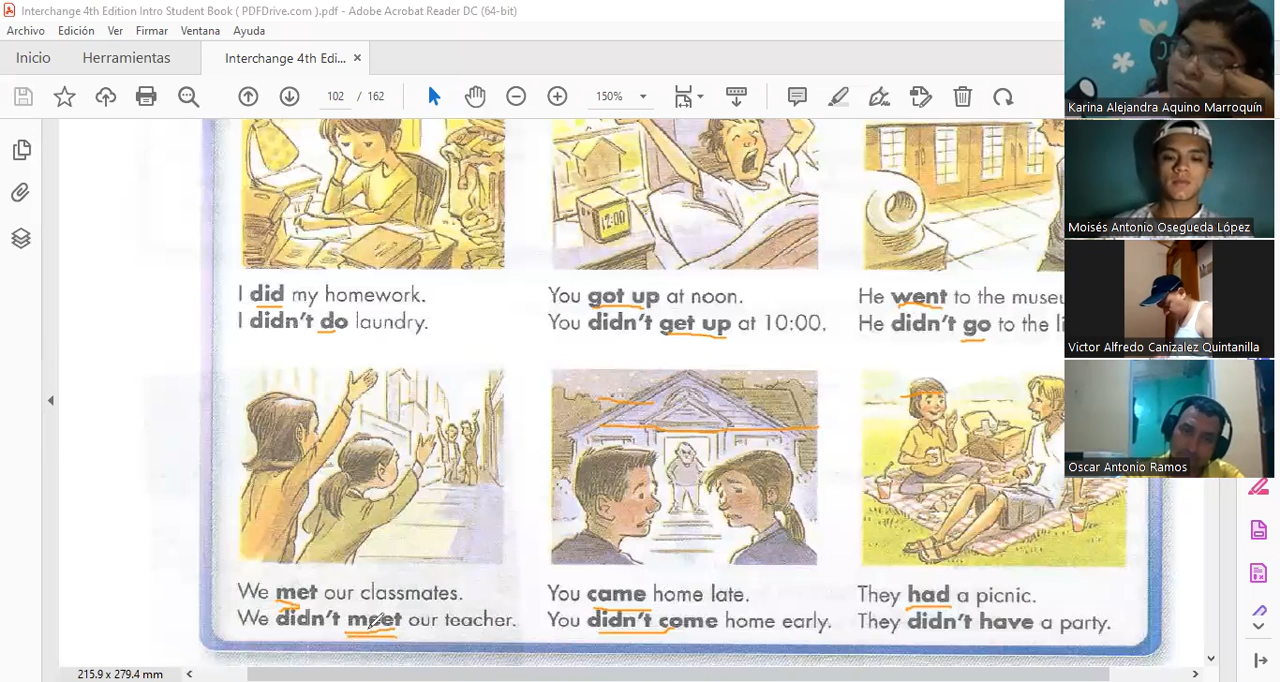 Interchange 4th Edition Intro Student Book ( PDFDrive.com ).pdf - Adobe Acrobat Reader DC (64-bit)
Archivo Edición Ver Firmar Ventana Ayuda
Inicio Herramientas Interchange 4th Edi... ×
102 / 162 150%
Karina Alejandra Aquino Marroquín
Moisés Antonio Osegueda López
Victor Alfredo Canizalez Quintanilla
Oscar Antonio Ramos
12:00
I did my homework.
I didn't do laundry.
You got up at noon.
You didn't get up at 10:00.
He went to the museu
He didn't go to the li
We met our classmates.
We didn't meet our teacher.
You came home late.
You didn't come home early.
They had a picnic.
They didn't have a party.
215.9 x 279.4 mm